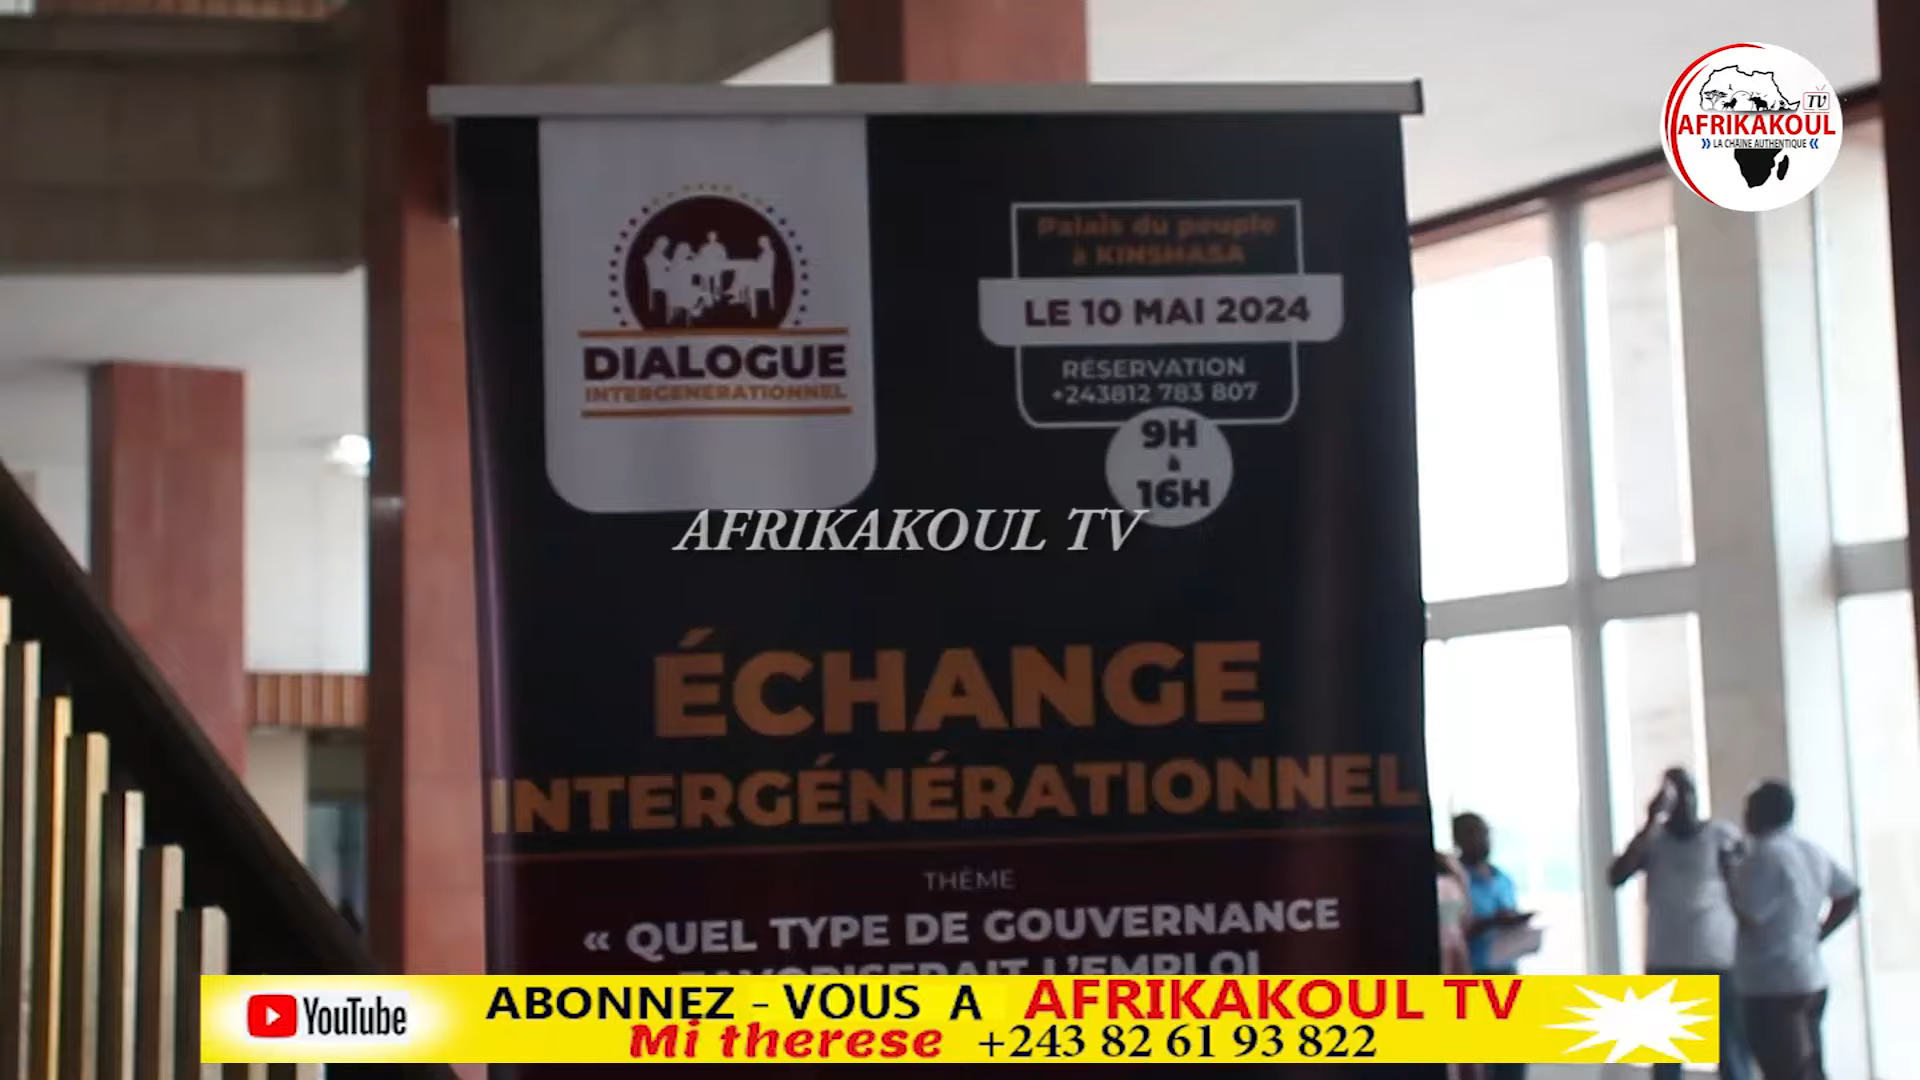 TV
AFRIKAKOUL
» LA CHAINE AUTHENTIQUE «
Palais du peuple
à KINSHASA
LE 10 MAI 2024
RÉSERVATION
+243812 783 807
9H
à
16H
DIALOGUE
INTERGENERATIONNEL
AFRIKAKOUL TV
ÉCHANGE
INTERGÉNÉRATIONNEL
THÈME
« QUEL TYPE DE GOUVERNANCE
FAVORISERAIT L'EMPLOI
YouTube
ABONNEZ - VOUS A AFRIKAKOUL TV
Mi therese +243 82 61 93 822